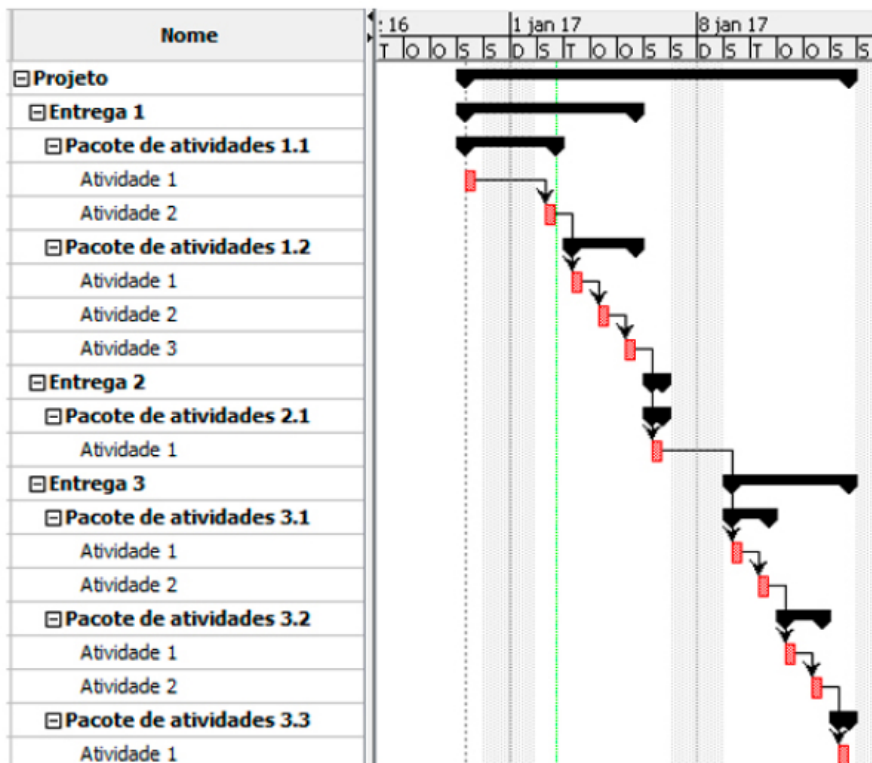 Nome
: 16
1 jan 17
8 jan 17
T O O S S D S T O O S S D S T O O S S
Projeto
Entrega 1
Pacote de atividades 1.1
Atividade 1
Atividade 2
Pacote de atividades 1.2
Atividade 1
Atividade 2
Atividade 3
Entrega 2
Pacote de atividades 2.1
Atividade 1
Entrega 3
Pacote de atividades 3.1
Atividade 1
Atividade 2
Pacote de atividades 3.2
Atividade 1
Atividade 2
Pacote de atividades 3.3
Atividade 1